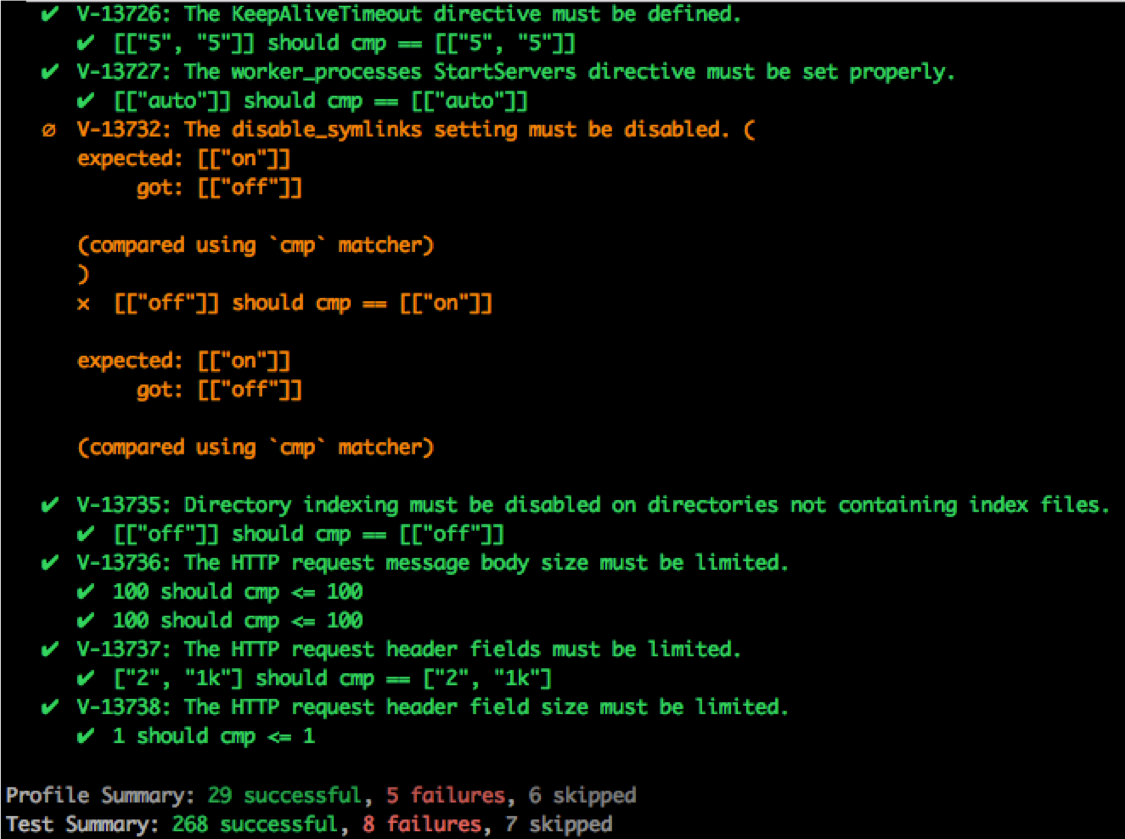 ✔ V-13726: The KeepAliveTimeout directive must be defined.
✔ [["5", "5"]] should cmp == [["5", "5"]]
✔ V-13727: The worker_processes StartServers directive must be set properly.
✔ [["auto"]] should cmp == [["auto"]]
∅ V-13732: The disable_symlinks setting must be disabled. (
expected: [["on"]]
got: [["off"]]
(compared using `cmp` matcher)
)
× [["off"]] should cmp == [["on"]]
expected: [["on"]]
got: [["off"]]
(compared using `cmp` matcher)
✔ V-13735: Directory indexing must be disabled on directories not containing index files.
✔ [["off"]] should cmp == [["off"]]
✔ V-13736: The HTTP request message body size must be limited.
✔ 100 should cmp <= 100
✔ 100 should cmp <= 100
✔ V-13737: The HTTP request header fields must be limited.
✔ ["2", "1k"] should cmp == ["2", "1k"]
✔ V-13738: The HTTP request header field size must be limited.
✔ 1 should cmp <= 1
Profile Summary: 29 successful, 5 failures, 6 skipped
Test Summary: 268 successful, 8 failures, 7 skipped